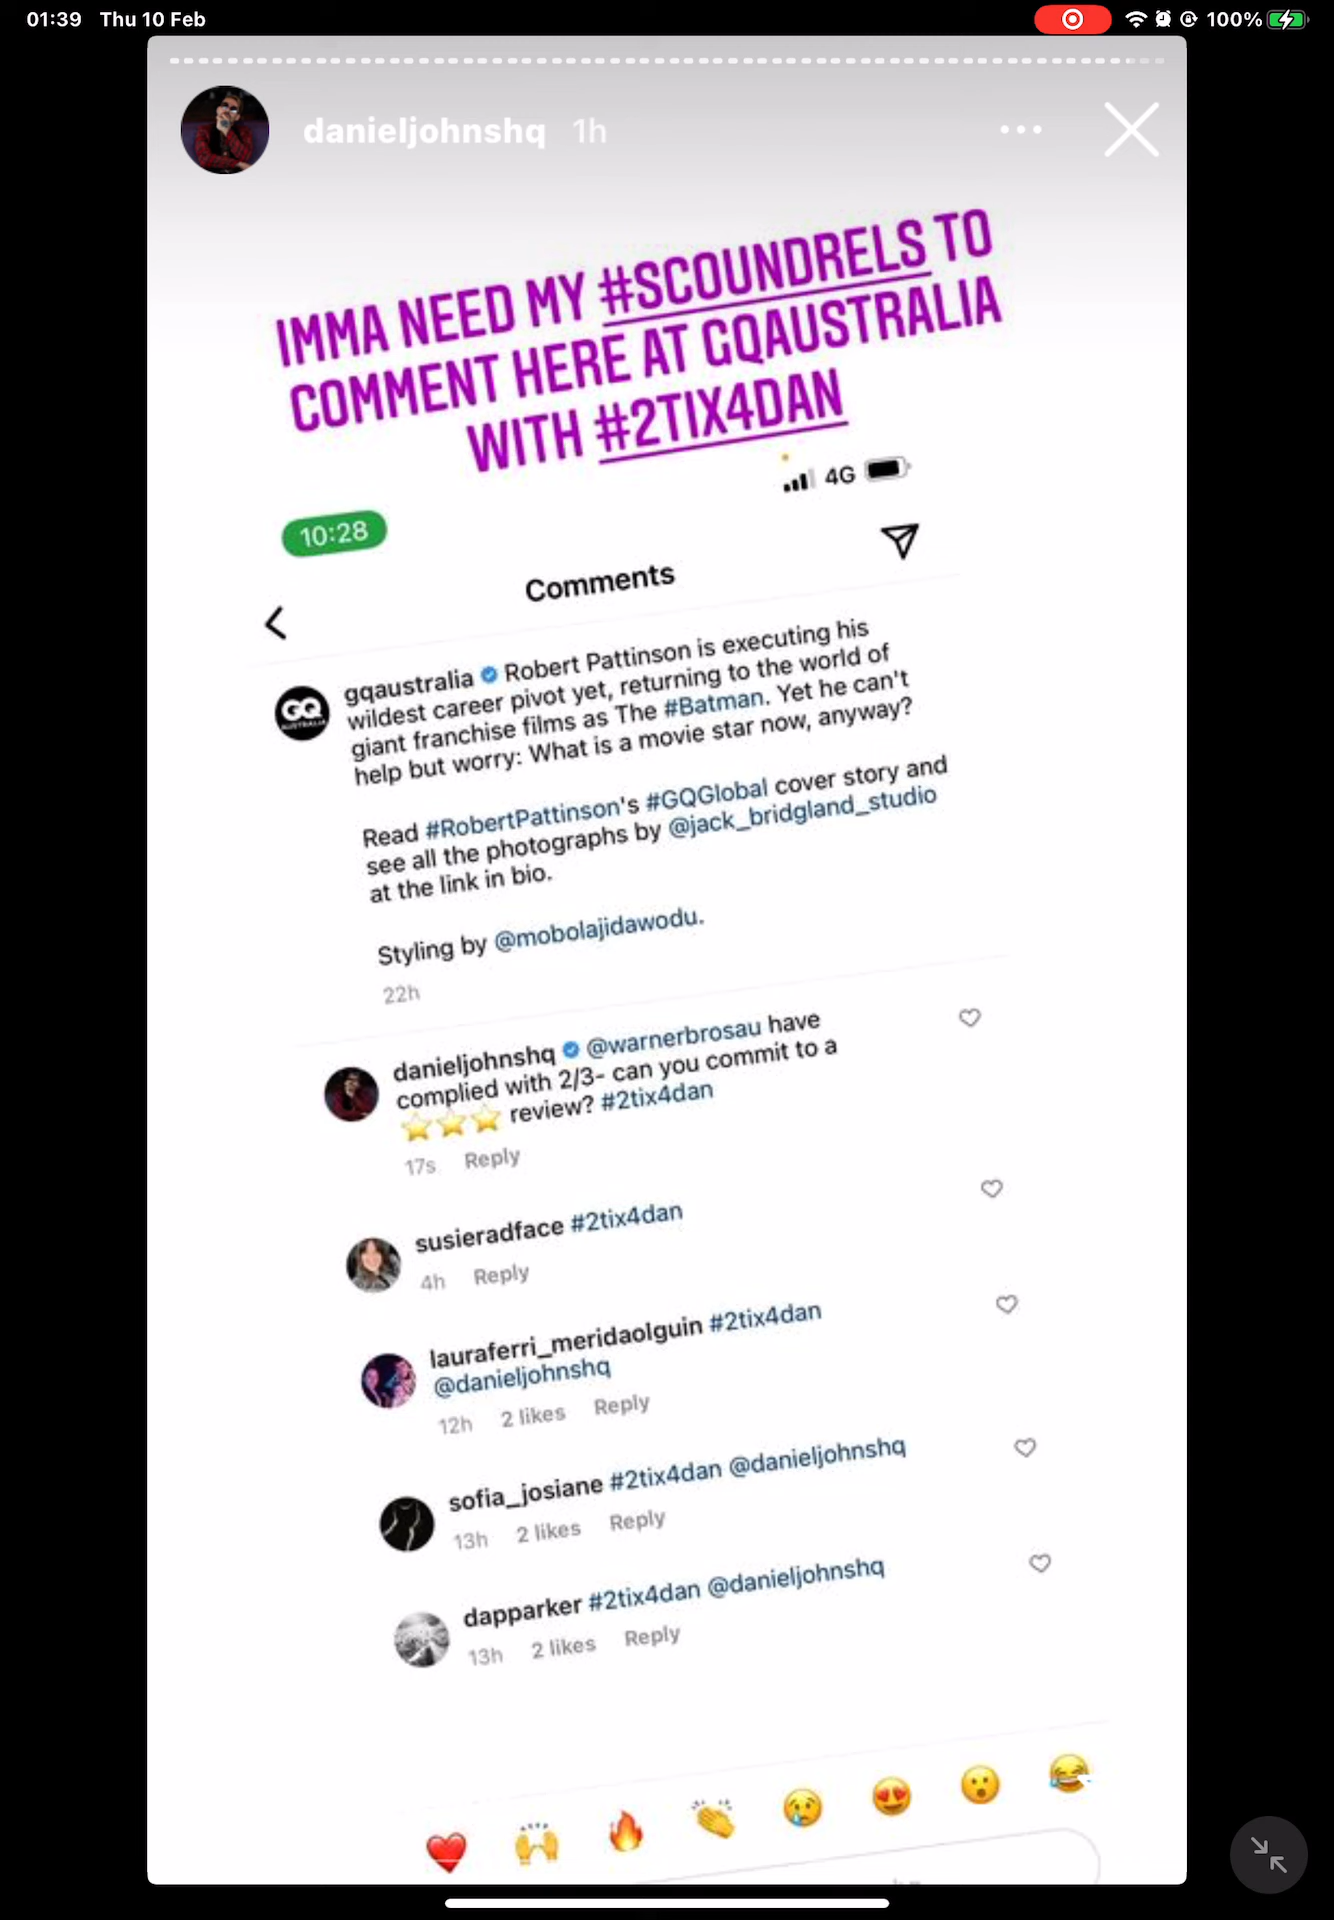 01:39 Thu 10 Feb
100%
danieljohnshq 1h
IMMA NEED MY #SCOUNDRELS TO
COMMENT HERE AT GQAUSTRALIA
WITH #2TIX4DAN
4G
10:28
Comments
GQ
AUSTRALIA
gqaustralia Robert Pattinson is executing his
wildest career pivot yet, returning to the world of
giant franchise films as The #Batman. Yet he can't
help but worry: What is a movie star now, anyway?
Read #RobertPattinson's #GQGlobal cover story and
see all the photographs by @jack_bridgland_studio
at the link in bio.
Styling by @mobolajidawodu.
22h
danieljohnshq @warnerbrosau have
complied with 2/3- can you commit to a
⭐⭐⭐ review? #2tix4dan
17s Reply
susieradface #2tix4dan
4h Reply
lauraferri_meridaolguin #2tix4dan
@danieljohnshq
12h 2 likes Reply
sofia_josiane #2tix4dan @danieljohnshq
13h 2 likes Reply
dapparker #2tix4dan @danieljohnshq
13h 2 likes Reply